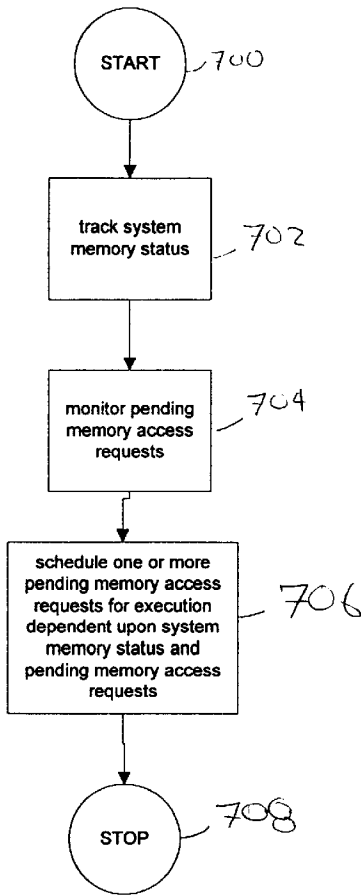 START
700
track system
memory status
702
monitor pending
memory access
requests
704
schedule one or more
pending memory access
requests for execution
dependent upon system
memory status and
pending memory access
requests
706
STOP
708